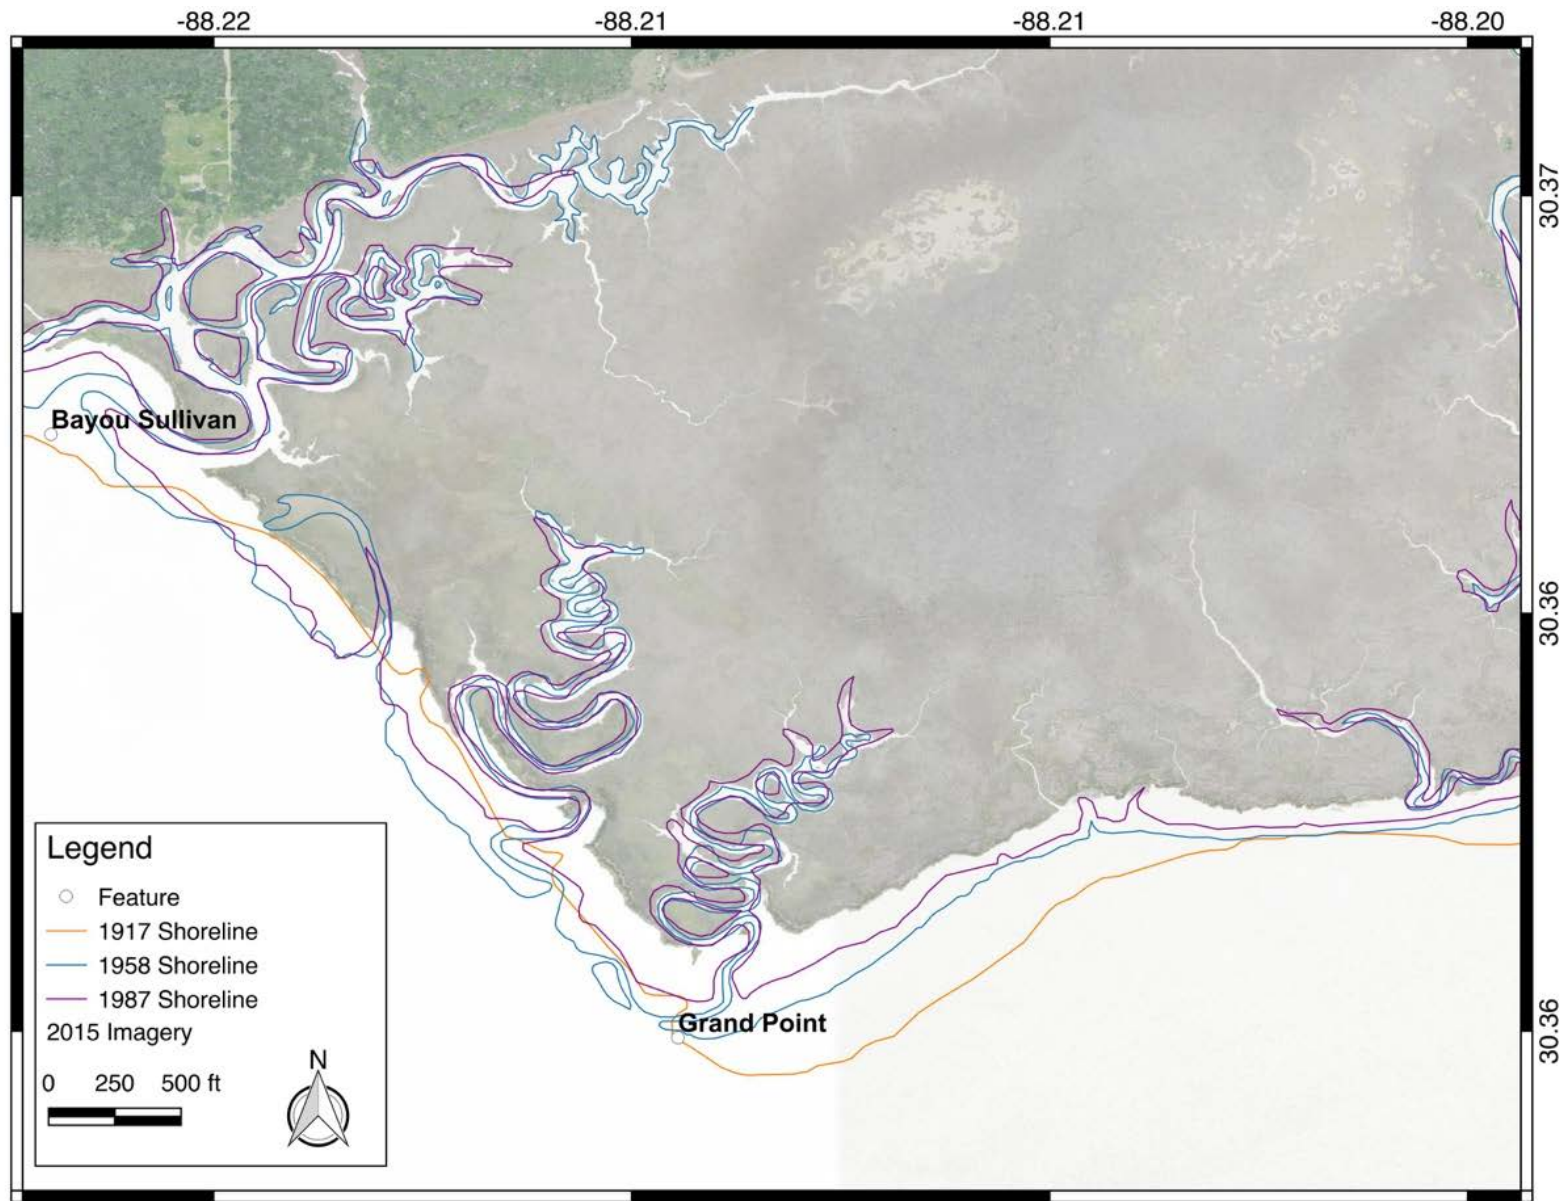 -88.22
-88.21
-88.21
-88.20
30.37
30.36
30.36
Bayou Sullivan
Grand Point
Legend
Feature
1917 Shoreline
1958 Shoreline
1987 Shoreline
2015 Imagery
0 250 500 ft
N